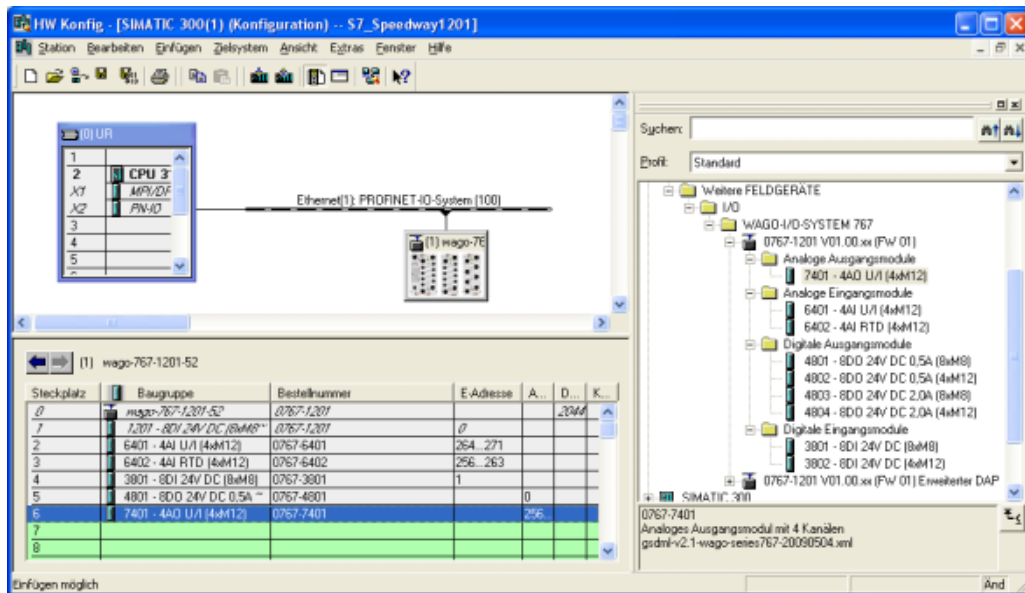 HW Konfig - [SIMATIC 300(1) (Konfiguration) -- S7_Speedway1201]
Station Bearbeiten Einfügen Zielsystem Ansicht Extras Fenster Hilfe
(0) UR
1
2 CPU 3
X1 MPI/DP
X2 PN-IO
3
4
5
Ethernet(1): PROFINET-IO-System (100)
(1) wago-76
Suchen:
Profil: Standard
Weitere FELDGERÄTE
I/O
WAGO-I/O-SYSTEM 767
0767-1201 V01.00.xx (FW 01)
Analoge Ausgangsmodule
7401 - 4AO U/I (4xM12)
Analoge Eingangsmodule
6401 - 4AI U/I (4xM12)
6402 - 4AI RTD (4xM12)
Digitale Ausgangsmodule
4801 - 8DO 24V DC 0,5A (8xM8)
4802 - 8DO 24V DC 0,5A (4xM12)
4803 - 8DO 24V DC 2,0A (8xM8)
4804 - 8DO 24V DC 2,0A (4xM12)
Digitale Eingangsmodule
3801 - 8DI 24V DC (8xM8)
3802 - 8DI 24V DC (4xM12)
0767-1201 V01.00.xx (FW 01) Erweiterter DAP
SIMATIC 300
(1) wago-767-1201-52
Steckplatz Baugruppe Bestellnummer E-Adresse A... D... K...
0 wago-767-1201-52 0767-1201 2044
1 1201 - 8DI 24V DC (8xM8~ 0767-1201 0
2 6401 - 4AI U/I (4xM12) 0767-6401 264...271
3 6402 - 4AI RTD (4xM12) 0767-6402 256...263
4 3801 - 8DI 24V DC (8xM8) 0767-3801 1
5 4801 - 8DO 24V DC 0,5A ~ 0767-4801 0
6 7401 - 4AO U/I (4xM12) 0767-7401 256...
7
8
0767-7401
Analoges Ausgangsmodul mit 4 Kanälen
gsdml-v2.1-wago-series767-20090504.xml
Einfügen möglich
Änd